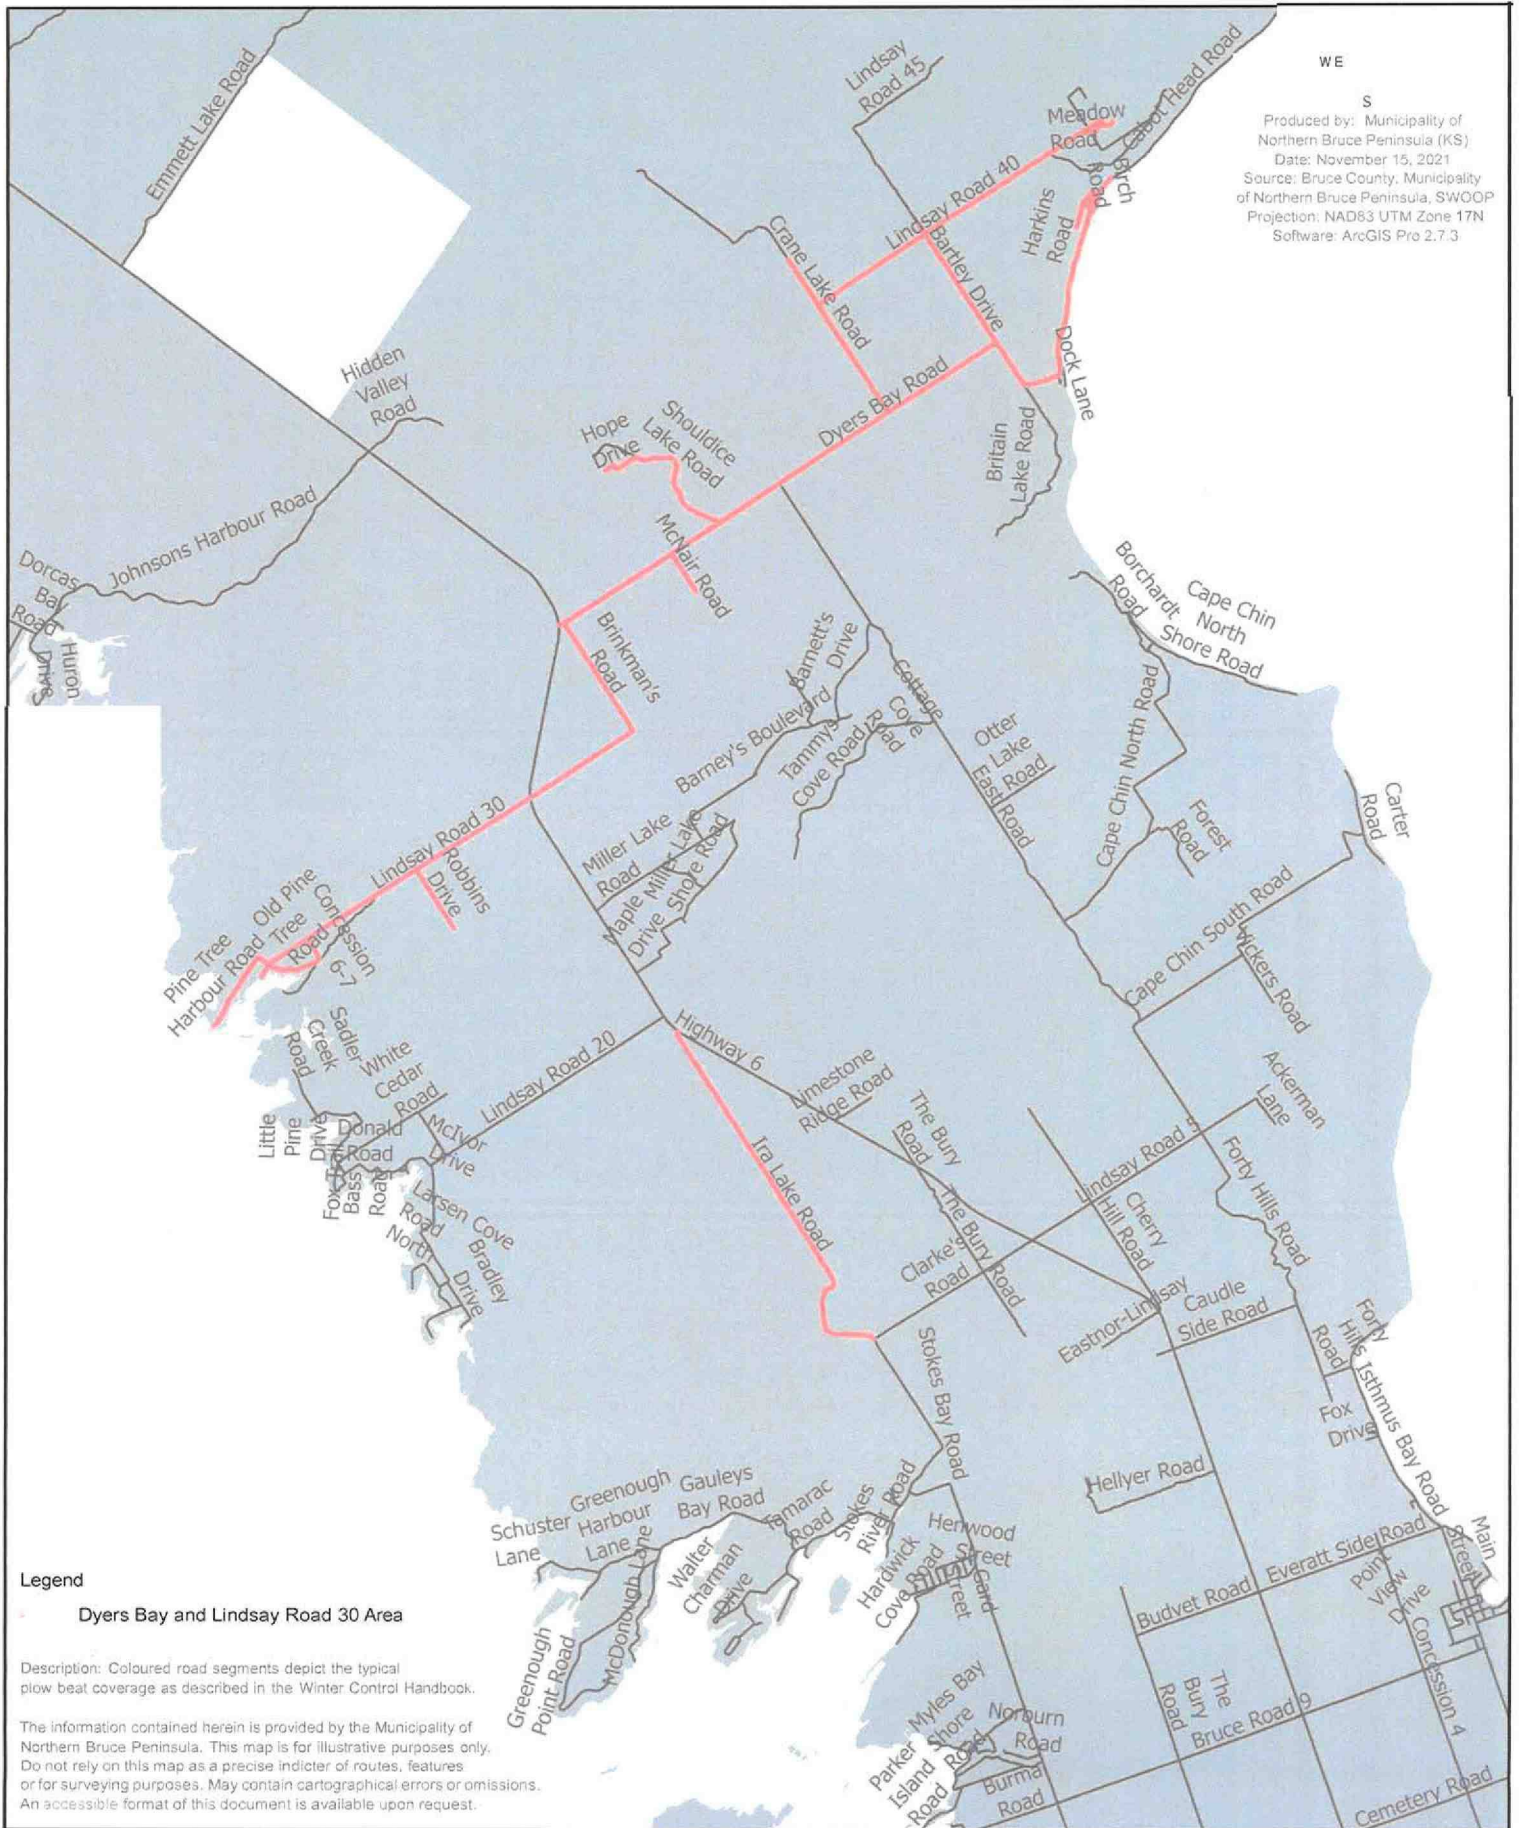 WE
S
Produced by: Municipality of
Northern Bruce Peninsula (KS)
Date: November 15, 2021
Source: Bruce County, Municipality
of Northern Bruce Peninsula, SWOOP
Projection: NAD83 UTM Zone 17N
Software: ArcGIS Pro 2.7.3
Emmett Lake Road
Lindsay
Road 45
Meadow
Road
Cabot Head Road
Birch
Road
Lindsay Road 40
Harkins
Road
Crane Lake Road
Bartley Drive
Dock Lane
Hidden
Valley
Road
Dyers Bay Road
Hope
Drive
Shouldice
Lake Road
Britain
Lake Road
Johnsons Harbour Road
McNair Road
Dorcas
Bay
Road
Huron
Drive
Borchardt
Road
Cape Chin
North
Shore Road
Brinkman's
Road
Barnett's
Drive
Cottage
Cove
Road
Barney's Boulevard
Tammys
Cove Road
Otter
Lake
Road
East Road
Cape Chin North Road
Forest
Road
Carter
Road
Lindsay Road 30
Miller Lake
Road
Miller Lake
Shore Road
Maple
Drive
Robbins
Drive
Old Pine
Tree
Road
Concession
6-7
Pine Tree
Harbour Road
Cape Chin South Road
Vickers Road
Sadler
Creek
Road
White
Cedar
Road
Lindsay Road 20
Highway 6
Limestone
Ridge Road
The Bury
Road
Ackerman
Lane
Little
Pine
Drive
Donald
Road
McIvor
Drive
Fox
Bass
Road
Larsen Cove
Road
North
Bradley
Drive
Ira Lake Road
Lindsay Road 5
The Bury Road
Cherry
Hill Road
Forty Hills Road
Clarke's
Road
Eastnor-Lindsay
Caudle
Side Road
Forty
Hills
Road
Stokes Bay Road
Fox
Drive
Isthmus Bay Road
Hellyer Road
Greenough
Harbour
Lane
Gauleys
Bay Road
Tamarac
Road
Stokes
River Road
Schuster
Lane
Walter
Charman
Drive
Henwood
Street
Hardwick
Cove Road
Card
Street
Everatt Side Road
Main
Street
Point
View
Drive
Budvet Road
McDonough Lane
Greenough
Point Road
Concession 4
The
Bury
Road
Bruce Road 9
Myles Bay
Shore
Road
Norburn
Road
Parker
Island
Road
Burma
Road
Cemetery Road
Legend
Dyers Bay and Lindsay Road 30 Area
Description: Coloured road segments depict the typical
plow beat coverage as described in the Winter Control Handbook.
The information contained herein is provided by the Municipality of
Northern Bruce Peninsula. This map is for illustrative purposes only.
Do not rely on this map as a precise indicter of routes, features
or for surveying purposes. May contain cartographical errors or omissions.
An accessible format of this document is available upon request.